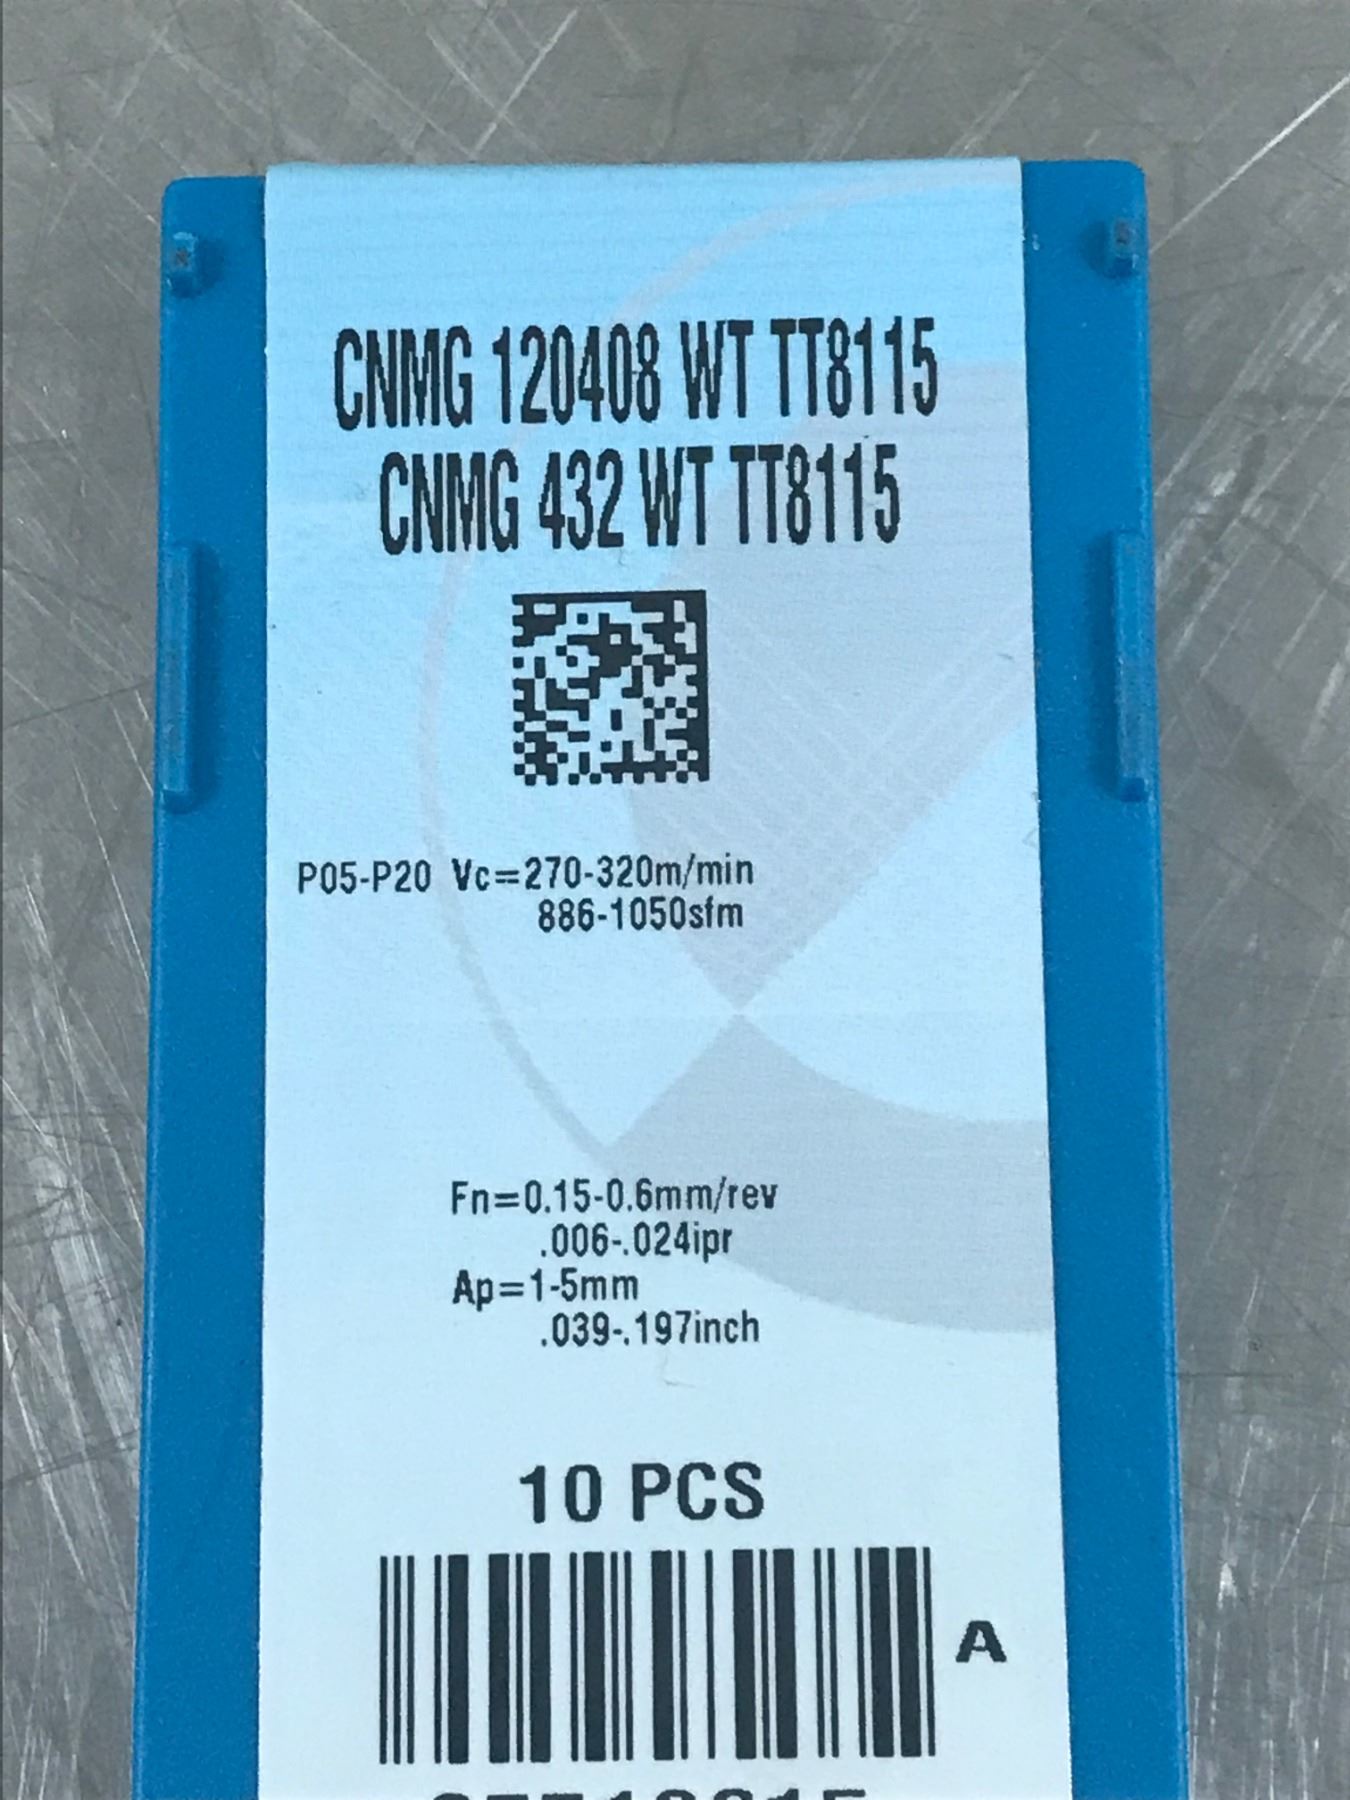 CNMG 120408 WT TT8115
CNMG 432 WT TT8115
P05-P20 Vc=270-320m/min
886-1050sfm
Fn=0.15-0.6mm/rev
.006-.024ipr
Ap=1-5mm
.039-.197inch
10 PCS
A